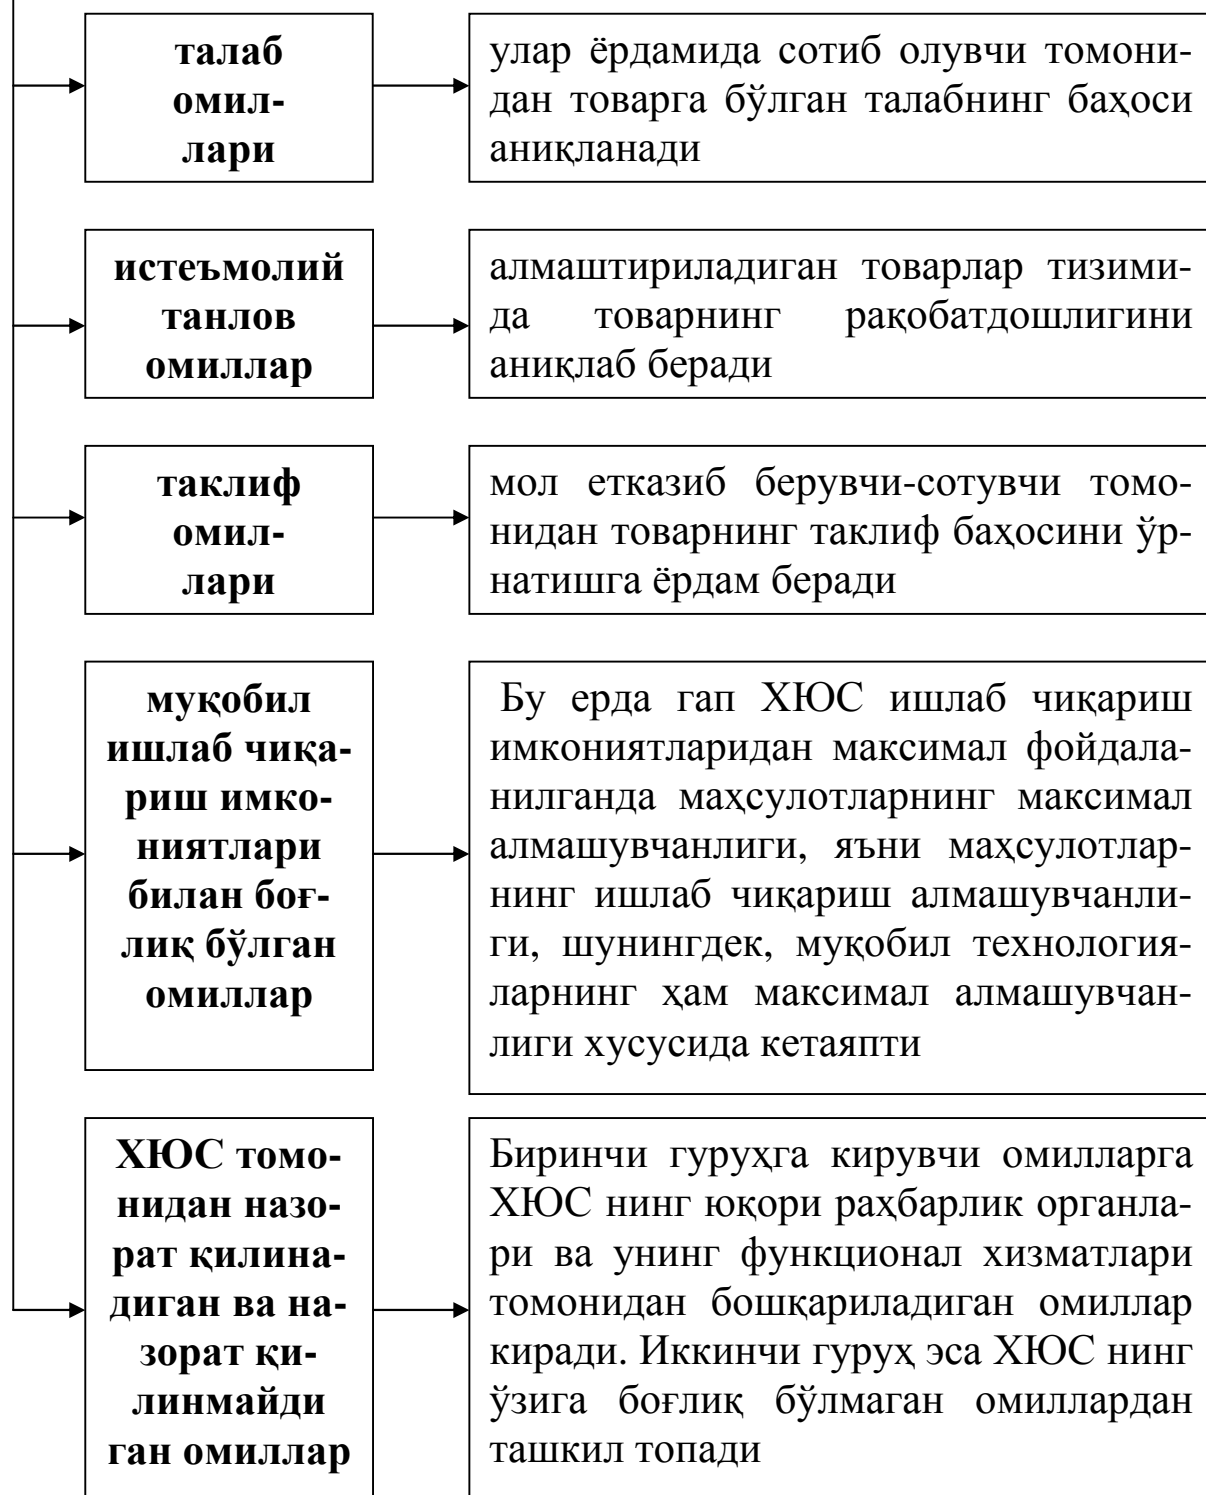 талаб
омил-
лари
улар ёрдамида сотиб олувчи томони-
дан товарга бўлган талабнинг баҳоси
аниқланади
истеъмолий
танлов
омиллар
алмаштириладиган товарлар тизими-
да товарнинг рақобатдошлигини
аниқлаб беради
таклиф
омил-
лари
мол етказиб берувчи-сотувчи томо-
нидан товарнинг таклиф баҳосини ўр-
натишга ёрдам беради
муқобил
ишлаб чиқа-
риш имко-
ниятлари
билан боғ-
лиқ бўлган
омиллар
Бу ерда гап ХЮС ишлаб чиқариш
имкониятларидан максимал фойдала-
нилганда маҳсулотларнинг максимал
алмашувчанлиги, яъни маҳсулотлар-
нинг ишлаб чиқариш алмашувчанли-
ги, шунингдек, муқобил технология-
ларнинг ҳам максимал алмашувчан-
лиги хусусида кетаяпти
ХЮС томо-
нидан назо-
рат қилина-
диган ва на-
зорат қи-
линмайди
ган омиллар
Биринчи гуруҳга кирувчи омилларга
ХЮС нинг юқори раҳбарлик органла-
ри ва унинг функционал хизматлари
томонидан бошқариладиган омиллар
киради. Иккинчи гуруҳ эса ХЮС нинг
ўзига боғлиқ бўлмаган омиллардан
ташкил топади